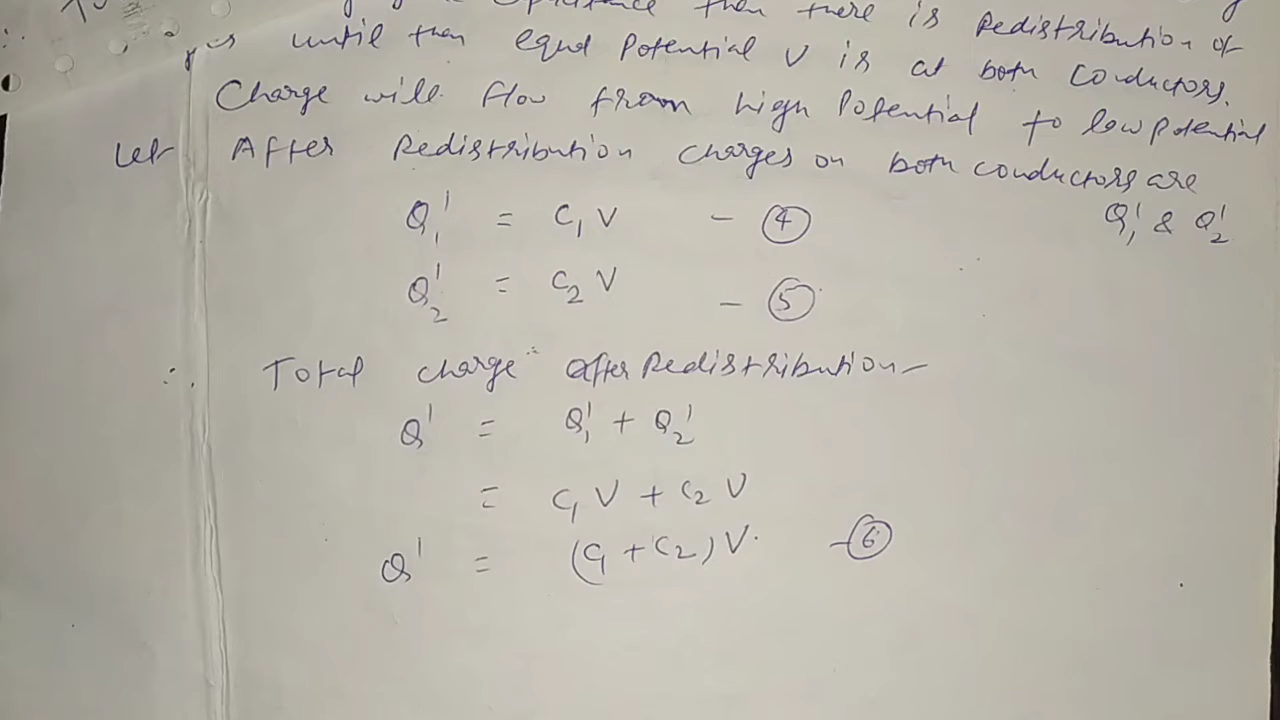 then there is Redistribution of
until then equal Potential V is at both Conductors.
Charge will flow from high Potential to low potential
Let After Redistribution charges on both conductors are
Q₁' & Q₂'
Q₁' = C₁ V - ④
Q₂' = C₂ V - ⑤
∴ Total charge after Redistribution -
Q' = Q₁' + Q₂'
= C₁ V + C₂ V
Q' = (C₁ + C₂) V. - ⑥